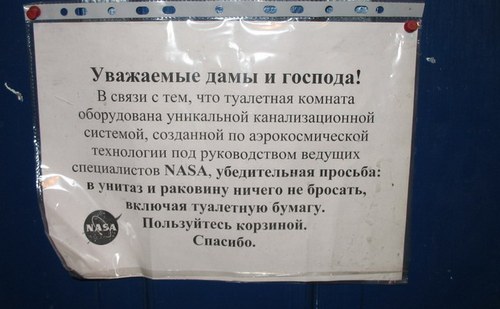 Уважаемые дамы и господа!
В связи с тем, что туалетная комната
оборудована уникальной канализационной
системой, созданной по аэрокосмической
технологии под руководством ведущих
специалистов NASA, убедительная просьба:
в унитаз и раковину ничего не бросать,
включая туалетную бумагу.
Пользуйтесь корзиной.
Спасибо.
NASA